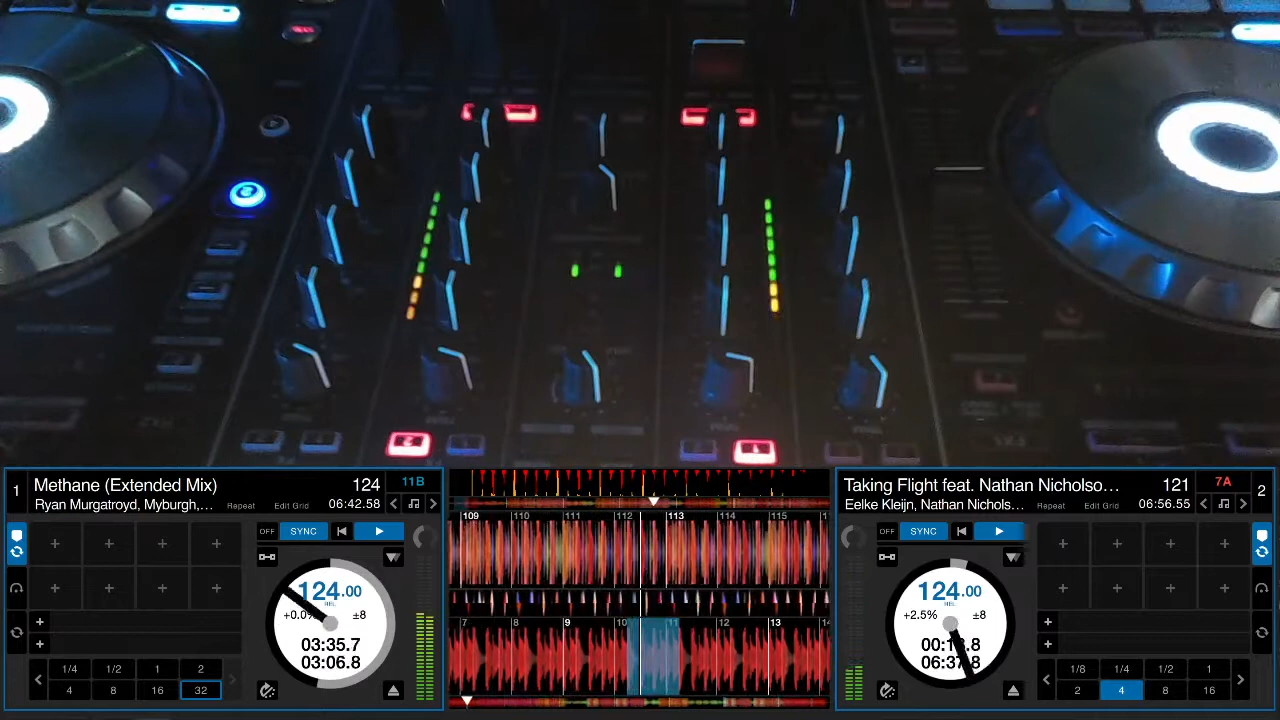 1
Methane (Extended Mix)
124
11B
Ryan Murgatroyd, Myburgh,...
Repeat
Edit Grid
06:42.58
OFF
SYNC
124.00
REL
+0.0%
±8
03:35.7
03:06.8
1/4
1/2
1
2
4
8
16
32
109
110
111
112
113
114
115
7
8
9
10
11
12
13
14
Taking Flight feat. Nathan Nicholso...
121
7A
2
Eelke Kleijn, Nathan Nichols...
Repeat
Edit Grid
06:56.55
OFF
SYNC
124.00
REL
+2.5%
±8
1/8
1/4
1/2
1
2
4
8
16